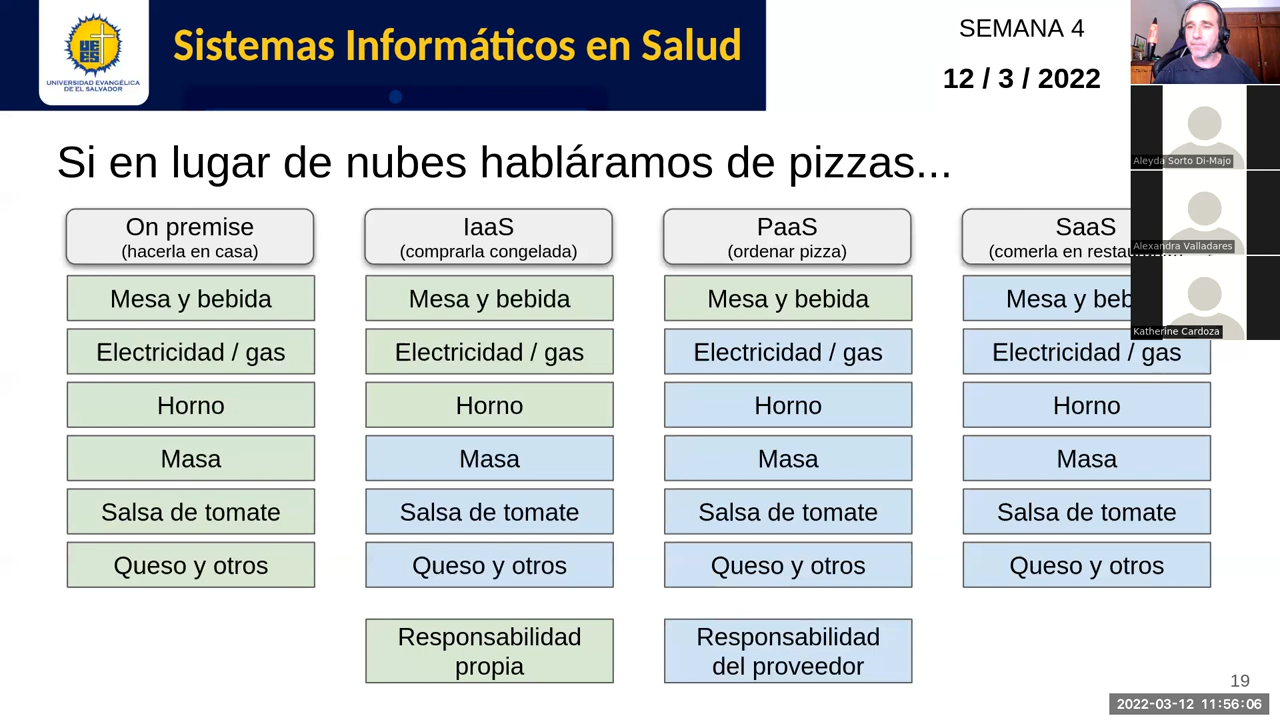 UNIVERSIDAD EVANGÉLICA
DE EL SALVADOR
Sistemas Informáticos en Salud
SEMANA 4
12 / 3 / 2022
Aleyda Sorto Di-Majo
Alexandra Valladares
Katherine Cardoza
Si en lugar de nubes habláramos de pizzas...
On premise
(hacerla en casa)
Mesa y bebida
Electricidad / gas
Horno
Masa
Salsa de tomate
Queso y otros
IaaS
(comprarla congelada)
Mesa y bebida
Electricidad / gas
Horno
Masa
Salsa de tomate
Queso y otros
PaaS
(ordenar pizza)
Mesa y bebida
Electricidad / gas
Horno
Masa
Salsa de tomate
Queso y otros
SaaS
(comerla en
Mesa y
Electricidad / gas
Horno
Masa
Salsa de tomate
Queso y otros
Responsabilidad
propia
Responsabilidad
del proveedor
19
2022-03-12 11:56:06